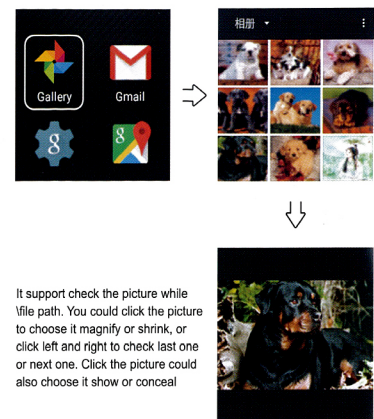 Gallery
Gmail
g
g
相册
It support check the picture while
\file path. You could click the picture
to choose it magnify or shrink, or
click left and right to check last one
or next one. Click the picture could
also choose it show or conceal